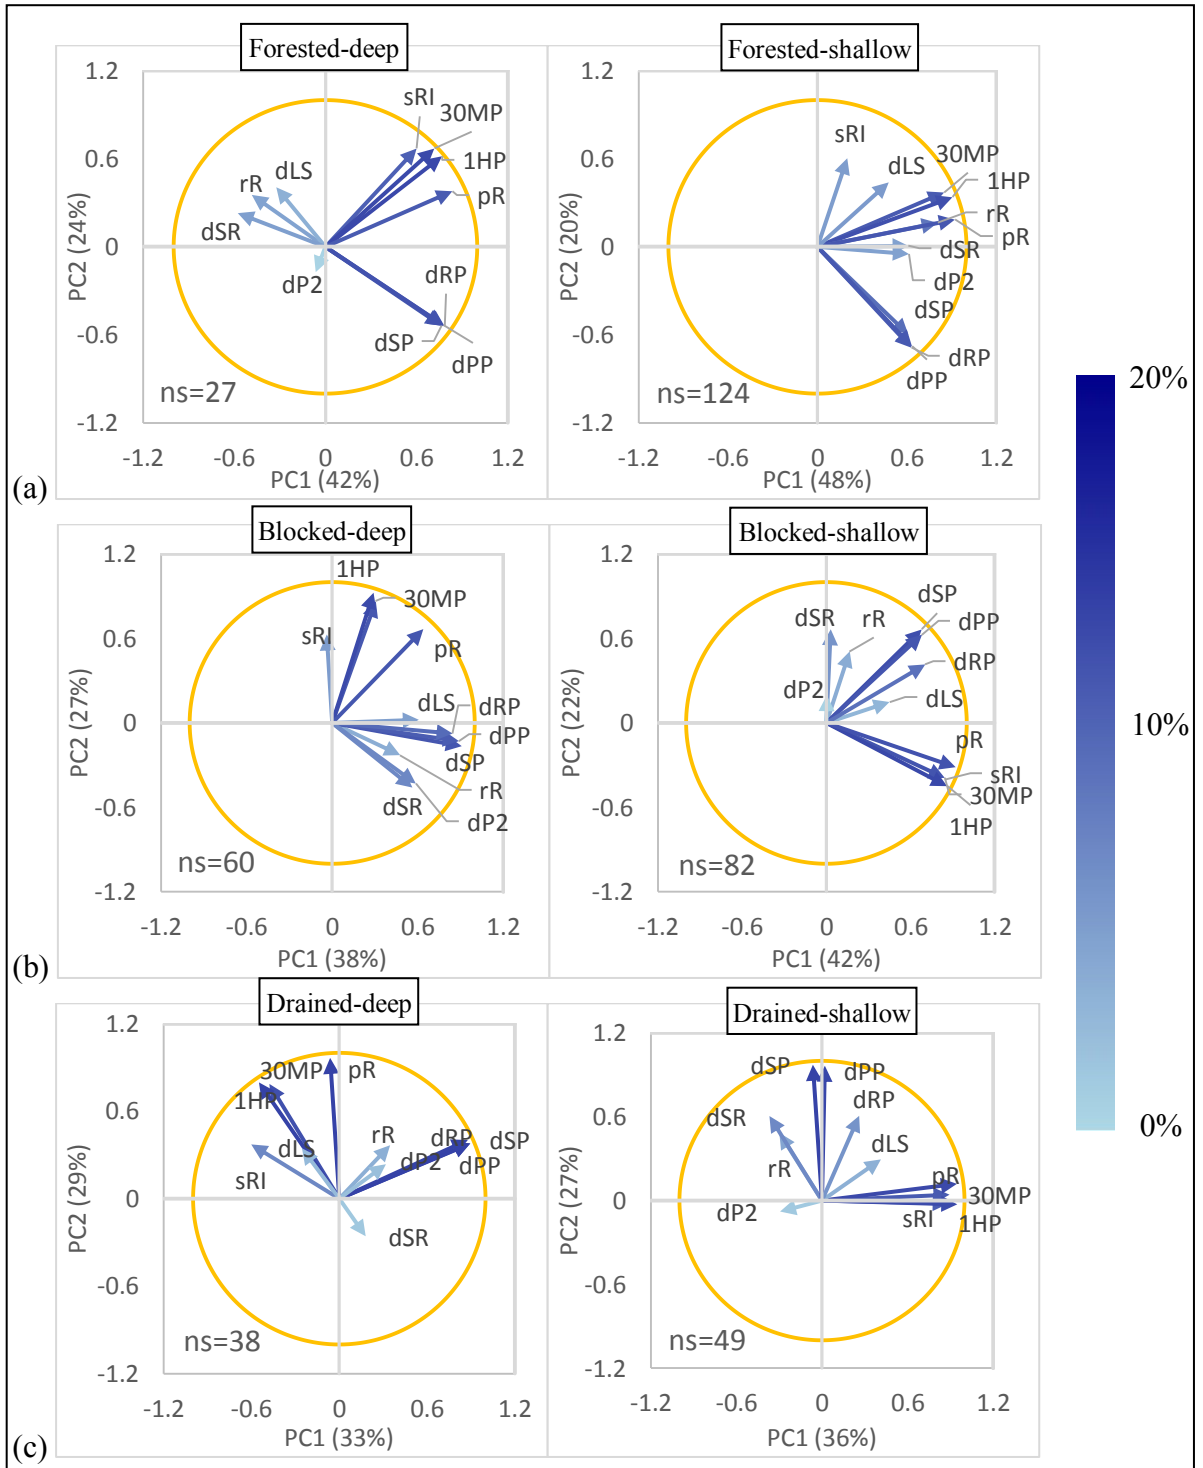 Forested-deep
1.2
0.6
0
-0.6
-1.2
PC2 (24%)
sRI
30MP
1HP
pR
dLS
rR
dSR
dP2
dRP
dSP
dPP
ns=27
-1.2
-0.6
0
0.6
1.2
PC1 (42%)
(a)
Forested-shallow
1.2
0.6
0
-0.6
-1.2
PC2 (20%)
sRI
dLS
30MP
1HP
rR
pR
dSR
dP2
dSP
dRP
dPP
ns=124
-1.2
-0.6
0
0.6
1.2
PC1 (48%)
Blocked-deep
1.2
0.6
0
-0.6
-1.2
PC2 (27%)
1HP
30MP
sRI
pR
dLS
dRP
dPP
dSP
rR
dSR
dP2
ns=60
-1.2
-0.6
0
0.6
1.2
PC1 (38%)
(b)
Blocked-shallow
1.2
0.6
0
-0.6
-1.2
PC2 (22%)
dSP
dSR
rR
dPP
dRP
dP2
dLS
pR
sRI
30MP
1HP
ns=82
-1.2
-0.6
0
0.6
1.2
PC1 (42%)
Drained-deep
1.2
0.6
0
-0.6
-1.2
PC2 (29%)
30MP
pR
1HP
dLS
sRI
rR
dRP
dSP
dP2
dPP
dSR
ns=38
-1.2
-0.6
0
0.6
1.2
PC1 (33%)
(c)
Drained-shallow
1.2
0.6
0
-0.6
-1.2
PC2 (27%)
dSP
dPP
dSR
dRP
rR
dLS
pR
dP2
30MP
sRI
1HP
ns=49
-1.2
-0.6
0
0.6
1.2
PC1 (36%)
20%
10%
0%